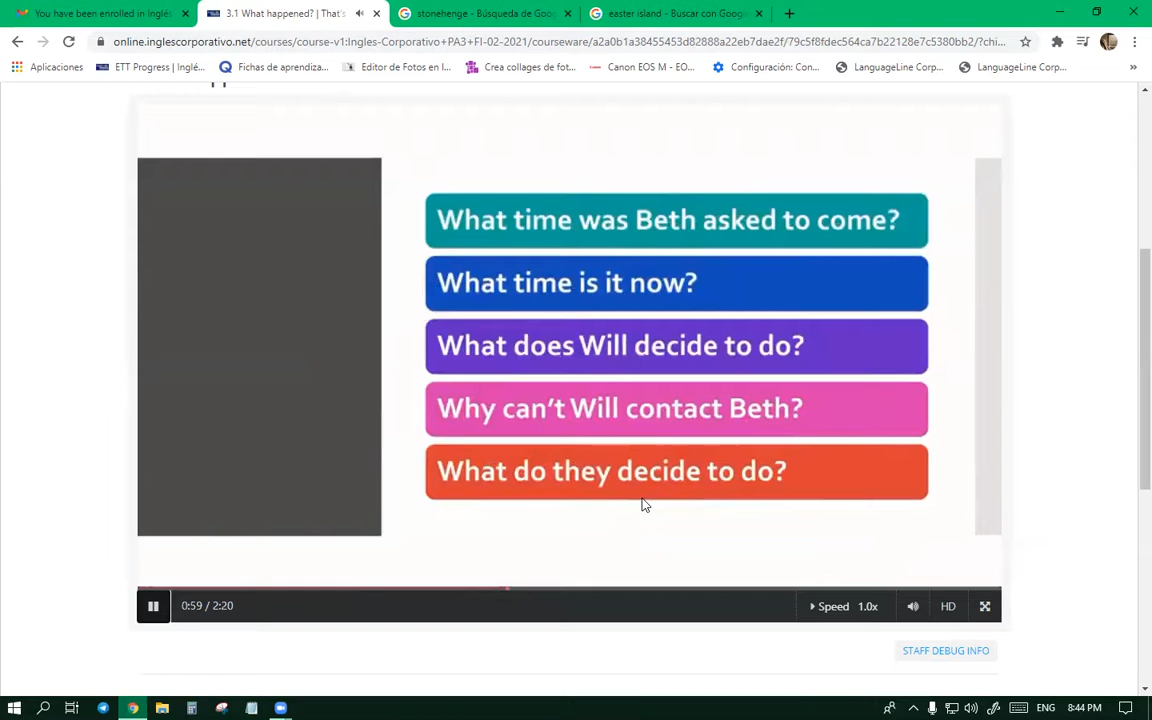 You have been enrolled in Inglés
3.1 What happened? | That's
stonehenge - Búsqueda de Goog
easter island - Buscar con Google
online.inglescorporativo.net/courses/course-v1:Ingles-Corporativo+PA3+FI-02-2021/courseware/a2a0b1a38455453d82888a22eb7dae2f/79c5f8fdec564ca7b22128e7c5380bb2/?chi...
Aplicaciones
ETT Progress | Inglé...
Fichas de aprendiza...
Editor de Fotos en l...
Crea collages de fot...
Canon EOS M - EO...
Configuración: Con...
LanguageLine Corp...
LanguageLine Corp...
What time was Beth asked to come?
What time is it now?
What does Will decide to do?
Why can't Will contact Beth?
What do they decide to do?
0:59 / 2:20
Speed 1.0x
HD
STAFF DEBUG INFO
ENG
8:44 PM